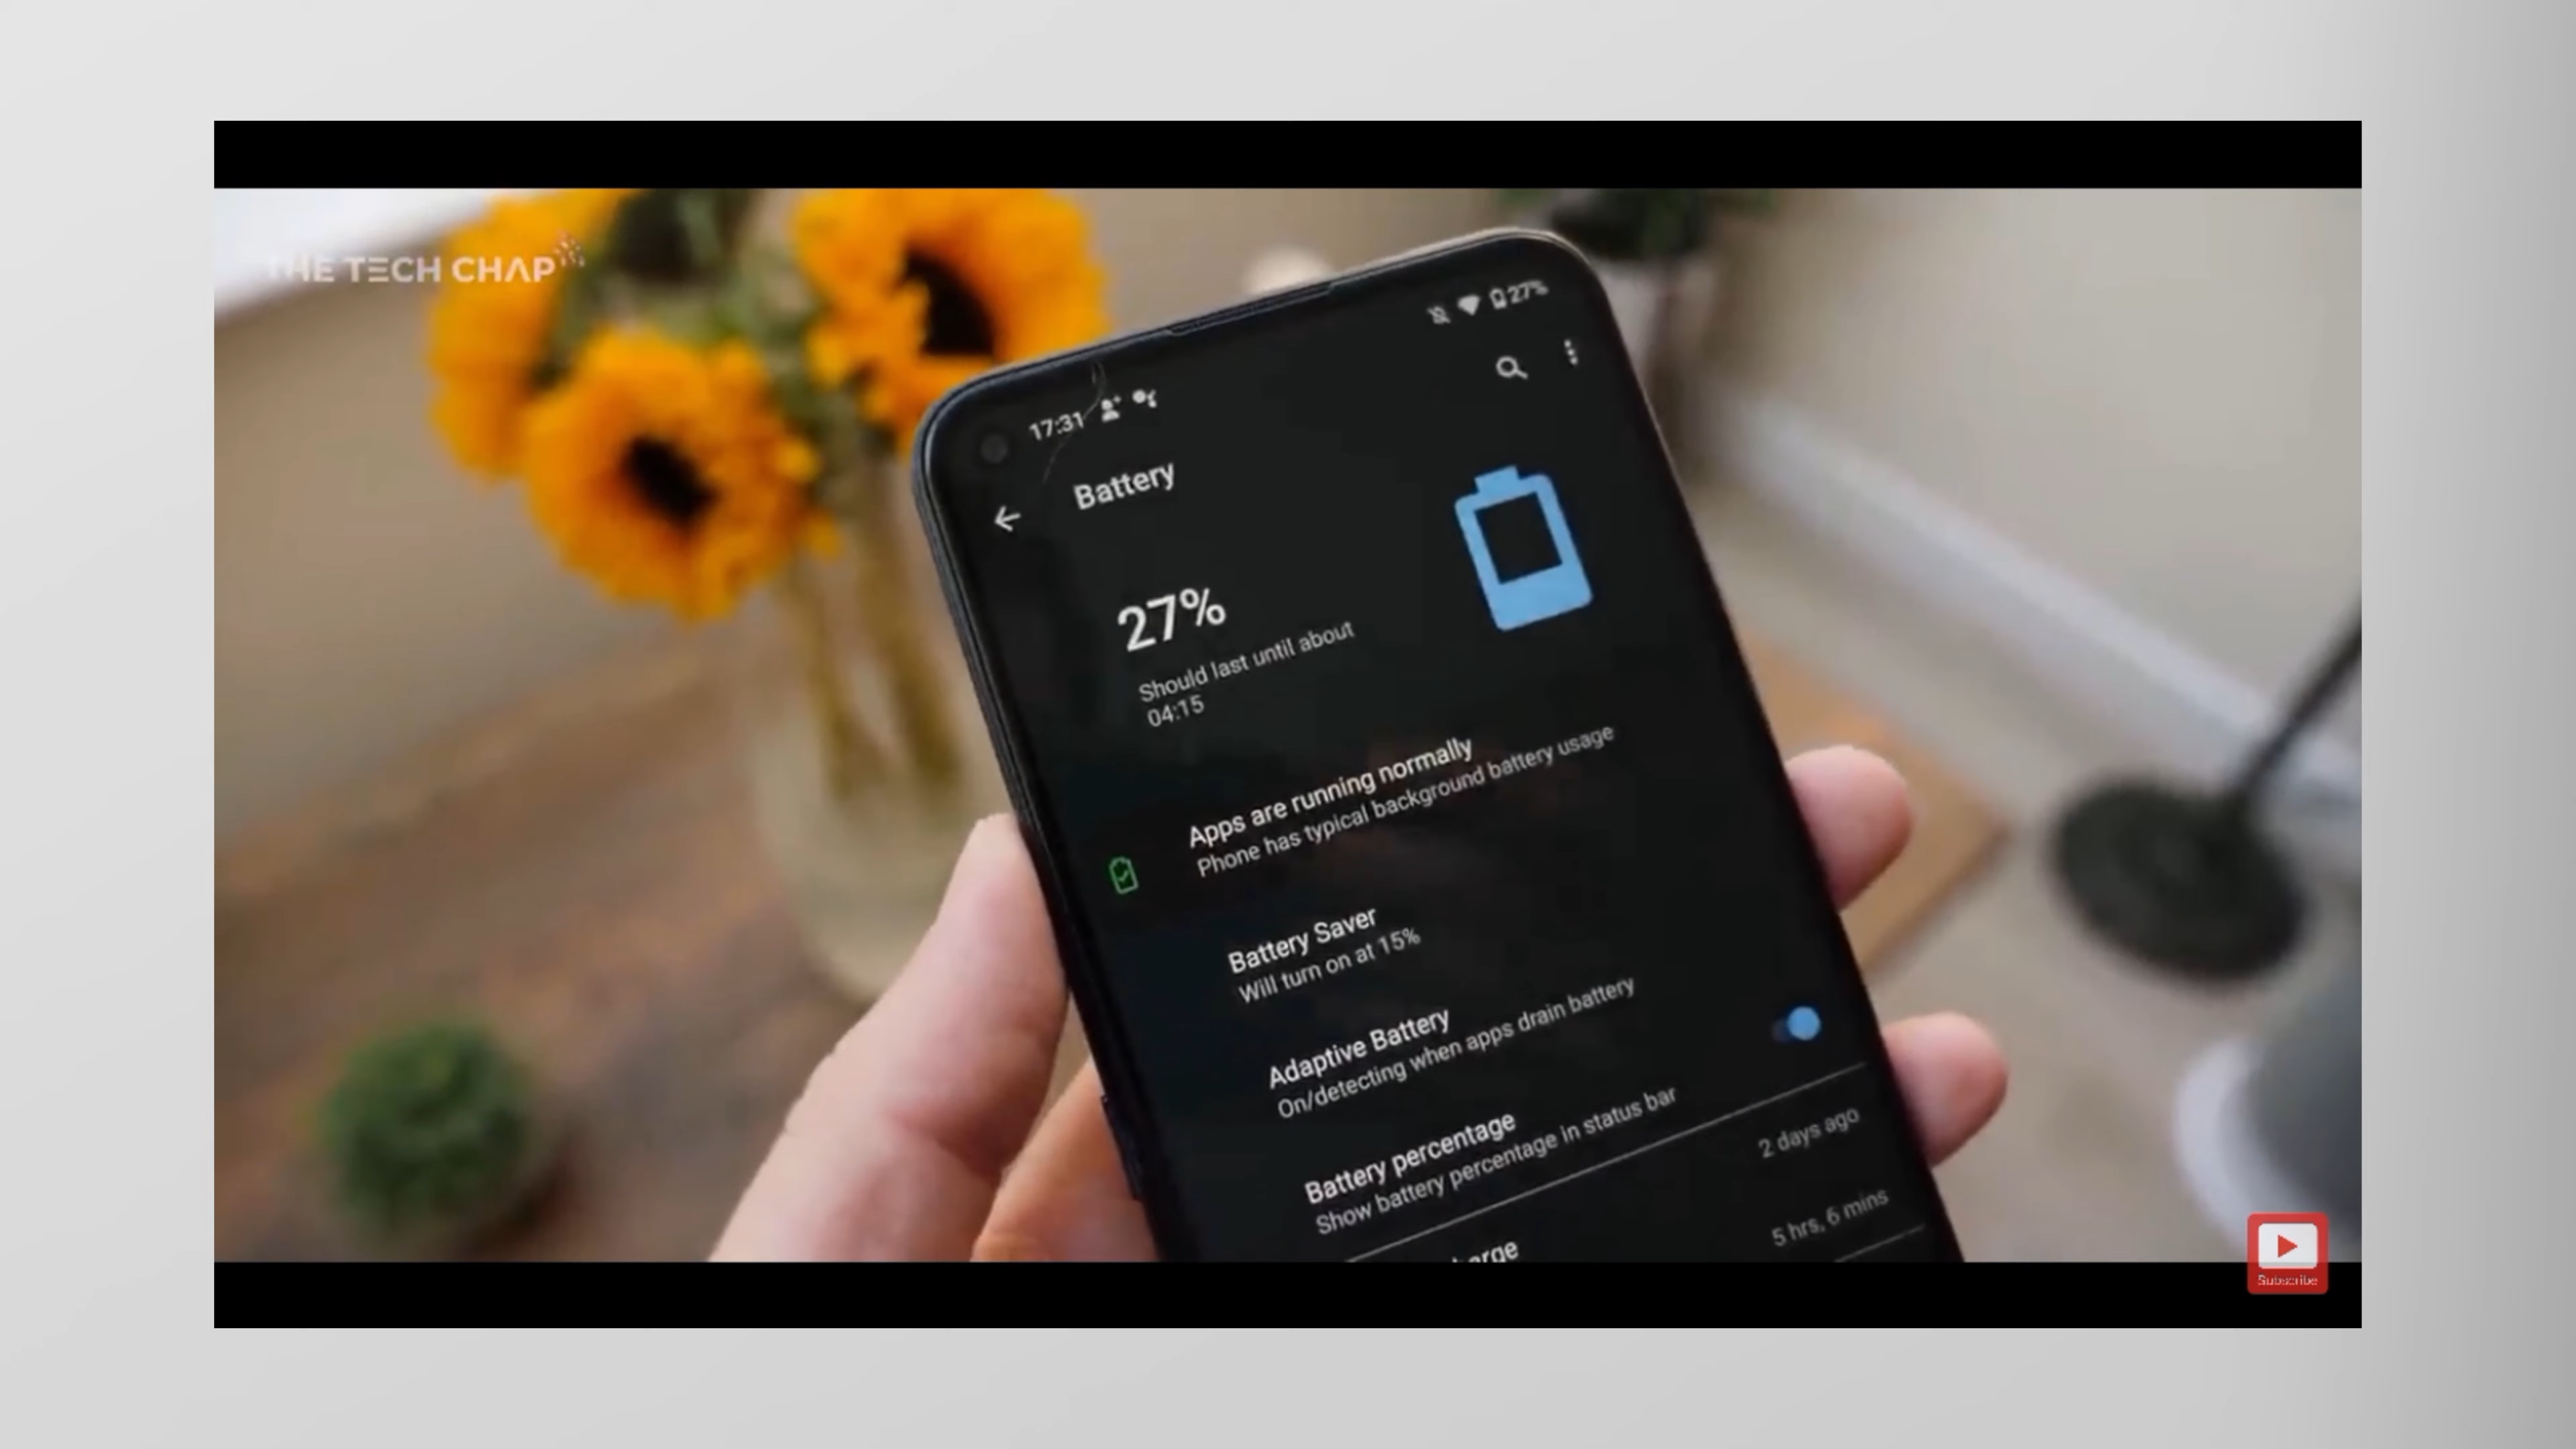 THE TECH CHAP
27%
17:31
Battery
27%
Should last until about
04:15
Apps are running normally
Phone has typical background battery usage
Battery Saver
Will turn on at 15%
Adaptive Battery
On/detecting when apps drain battery
Battery percentage
Show battery percentage in status bar
2 days ago
5 hrs, 6 mins
Subscribe